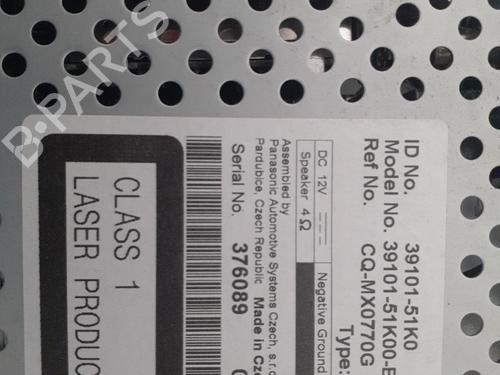 B-PARTS
ID No. 39101-51K0
Model No. 39101-51K00-E
Ref No. CQ-MX0770G
Type:
DC 12V Negative Ground
Speaker 4Ω
Assembled by
Panasonic Automotive Systems Czech, s.r.
Pardubice, Czech Republic Made in Cze
Serial No. 376089
CLASS 1
LASER PRODUC